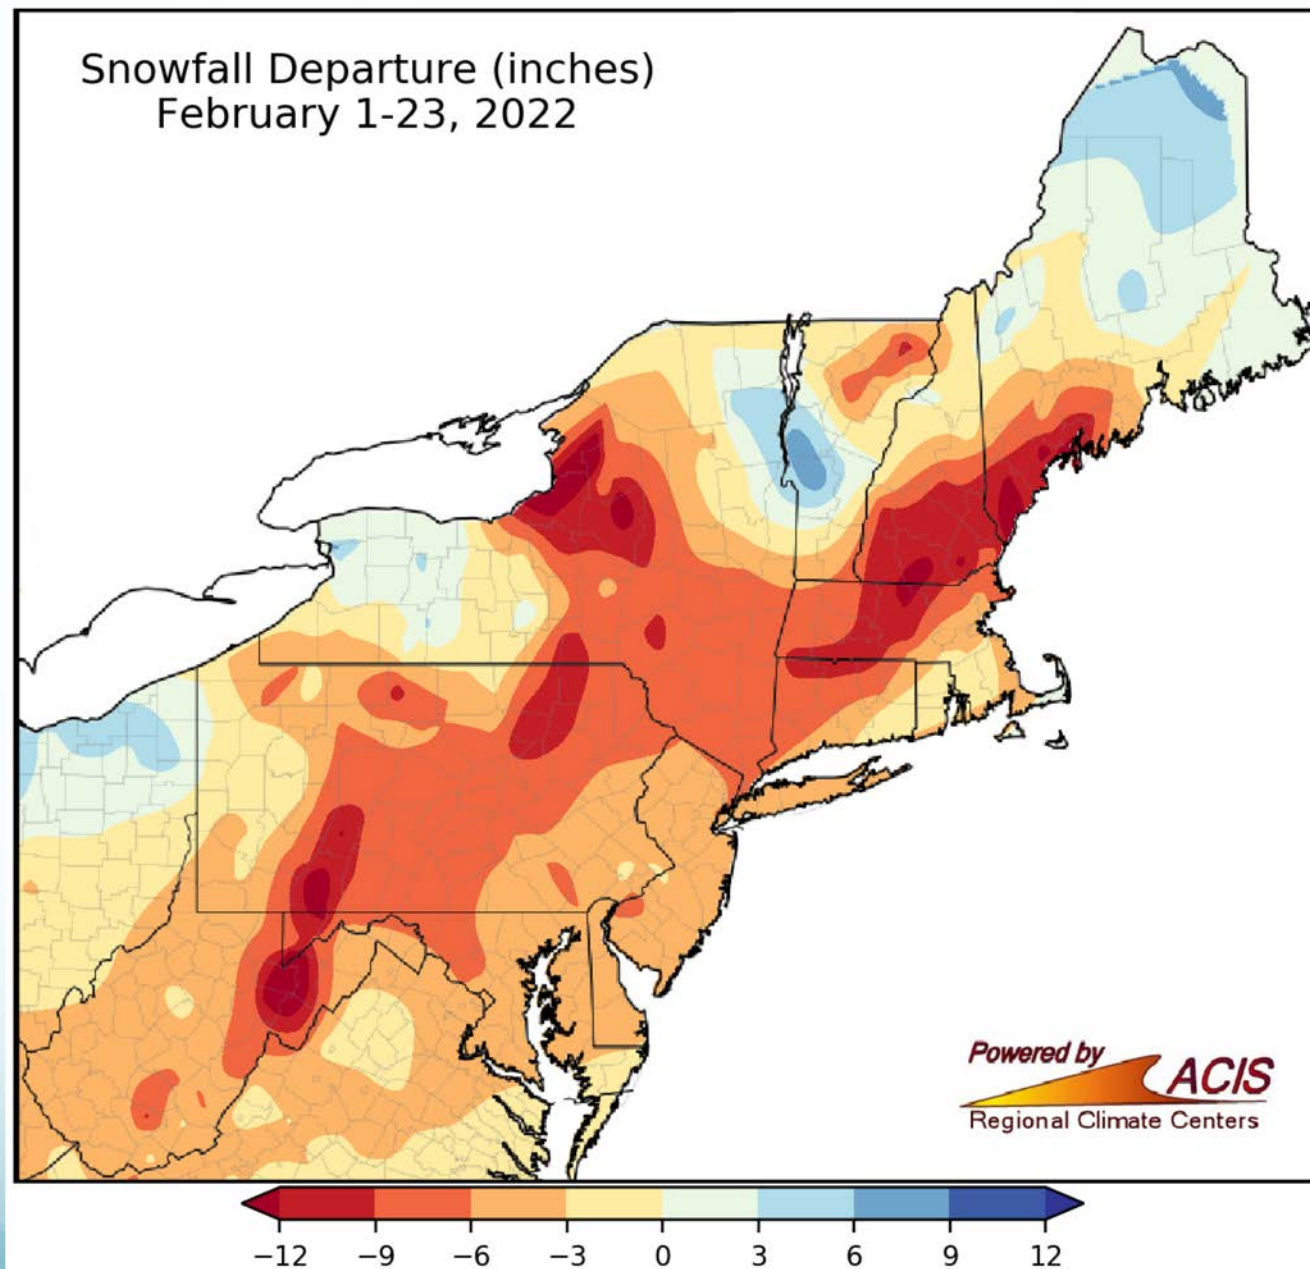 Snowfall Departure (inches)
February 1-23, 2022
Powered by
ACIS
Regional Climate Centers
−12 −9 −6 −3 0 3 6 9 12